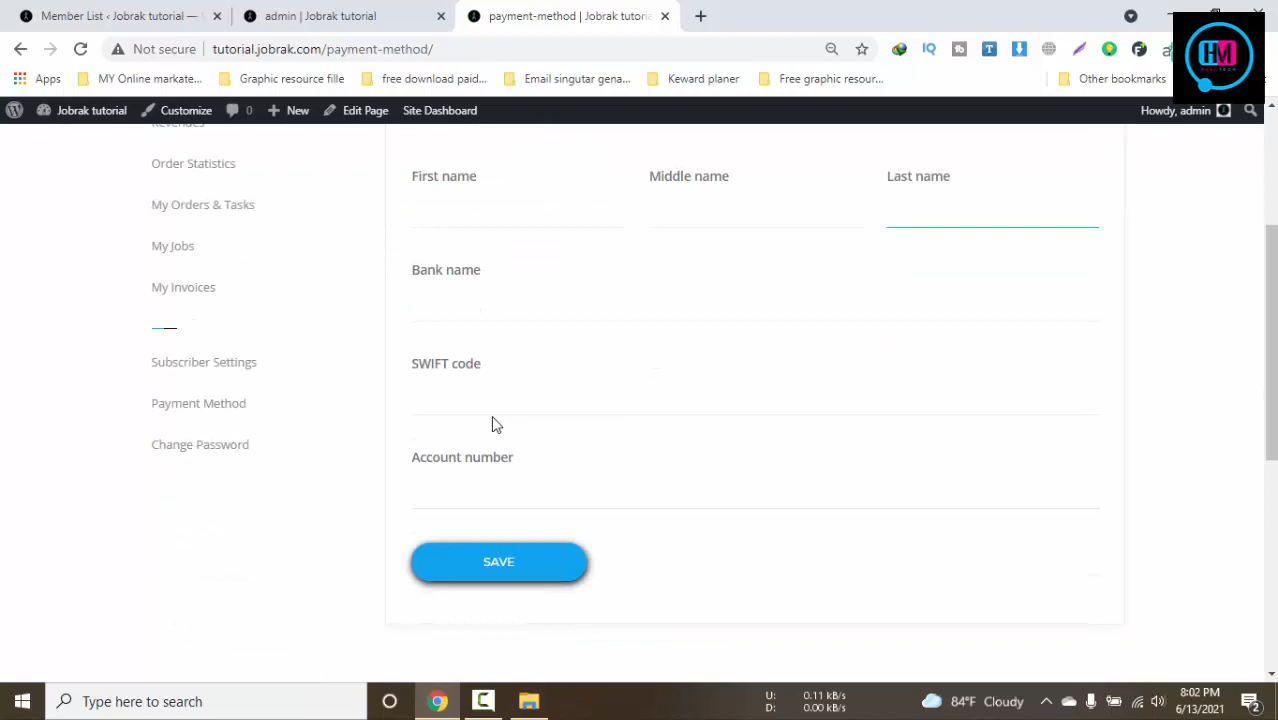 Member List ‹ Jobrak tutorial —
admin | Jobrak tutorial
payment-method | Jobrak tutoria
Not secure
tutorial.jobrak.com/payment-method/
Apps
MY Online markate...
Graphic resource fille
free download paid...
Email singutar gena...
Keward planer
Free graphic resour...
Other bookmarks
Jobrak tutorial
Customize
0
New
Edit Page
Site Dashboard
Howdy, admin
Revenues
Order Statistics
My Orders & Tasks
My Jobs
My Invoices
Subscriber Settings
Payment Method
Change Password
First name
Middle name
Last name
Bank name
SWIFT code
Account number
SAVE
Type here to search
U: 0.11 kB/s
D: 0.00 kB/s
84°F Cloudy
8:02 PM
6/13/2021
2